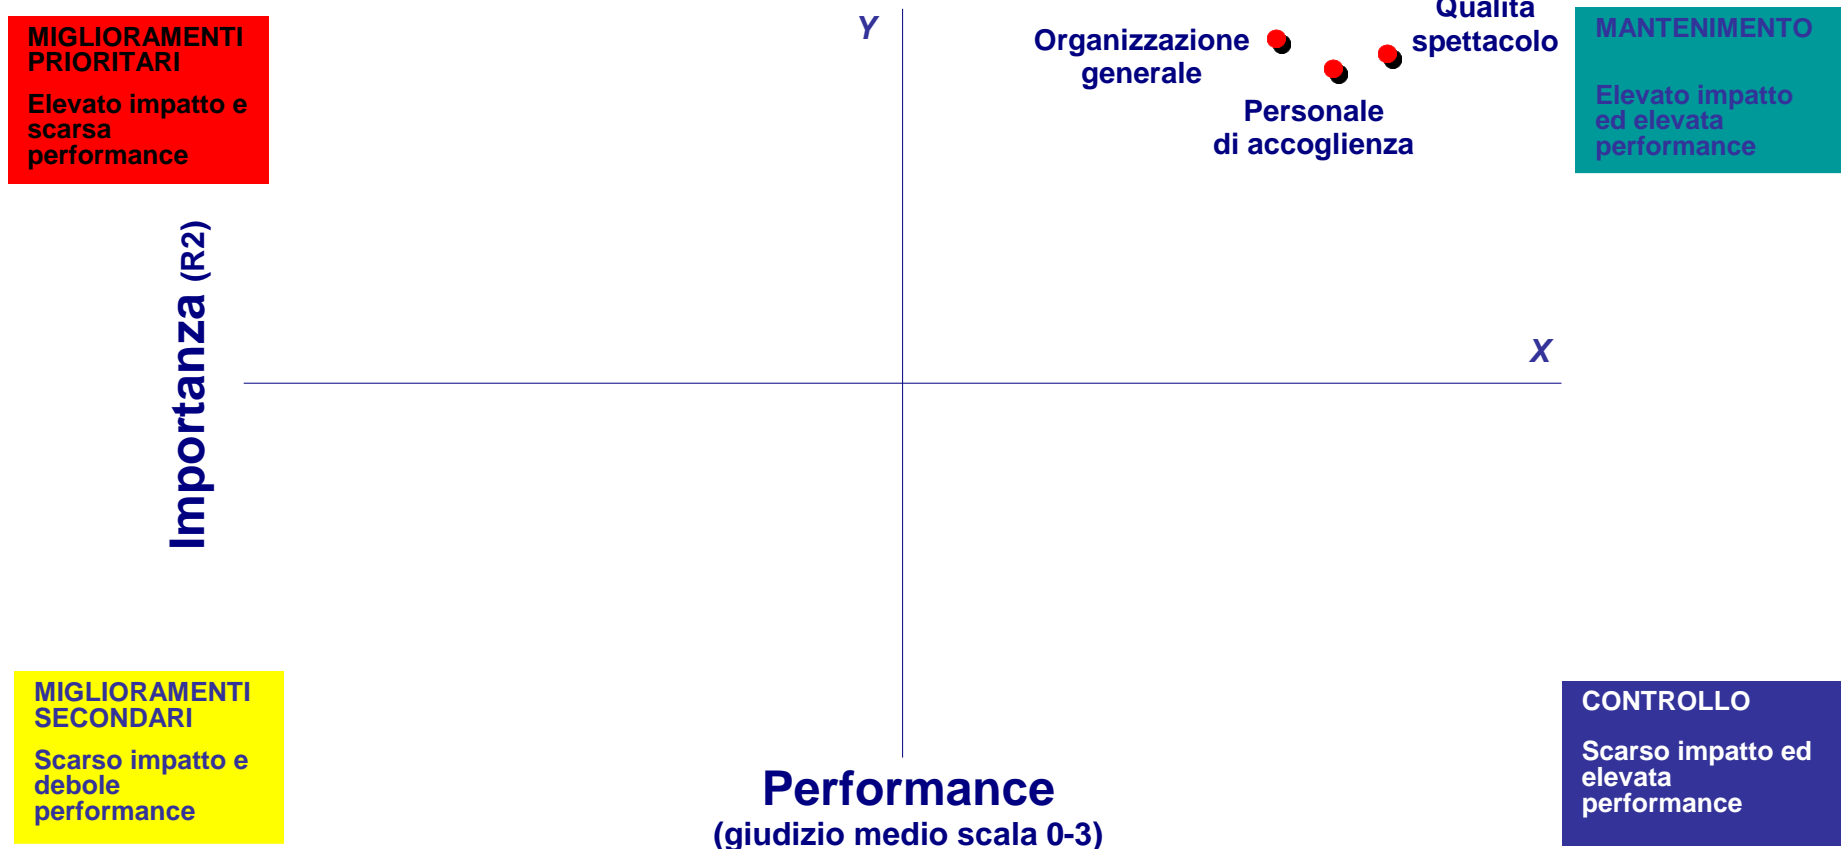 MIGLIORAMENTI
PRIORITARI
Elevato impatto e
scarsa
performance
Y
Organizzazione
generale
Qualità
spettacolo
Personale
di accoglienza
MANTENIMENTO
Elevato impatto
ed elevata
performance
Importanza (R2)
X
MIGLIORAMENTI
SECONDARI
Scarso impatto e
debole
performance
Performance
(giudizio medio scala 0-3)
CONTROLLO
Scarso impatto ed
elevata
performance